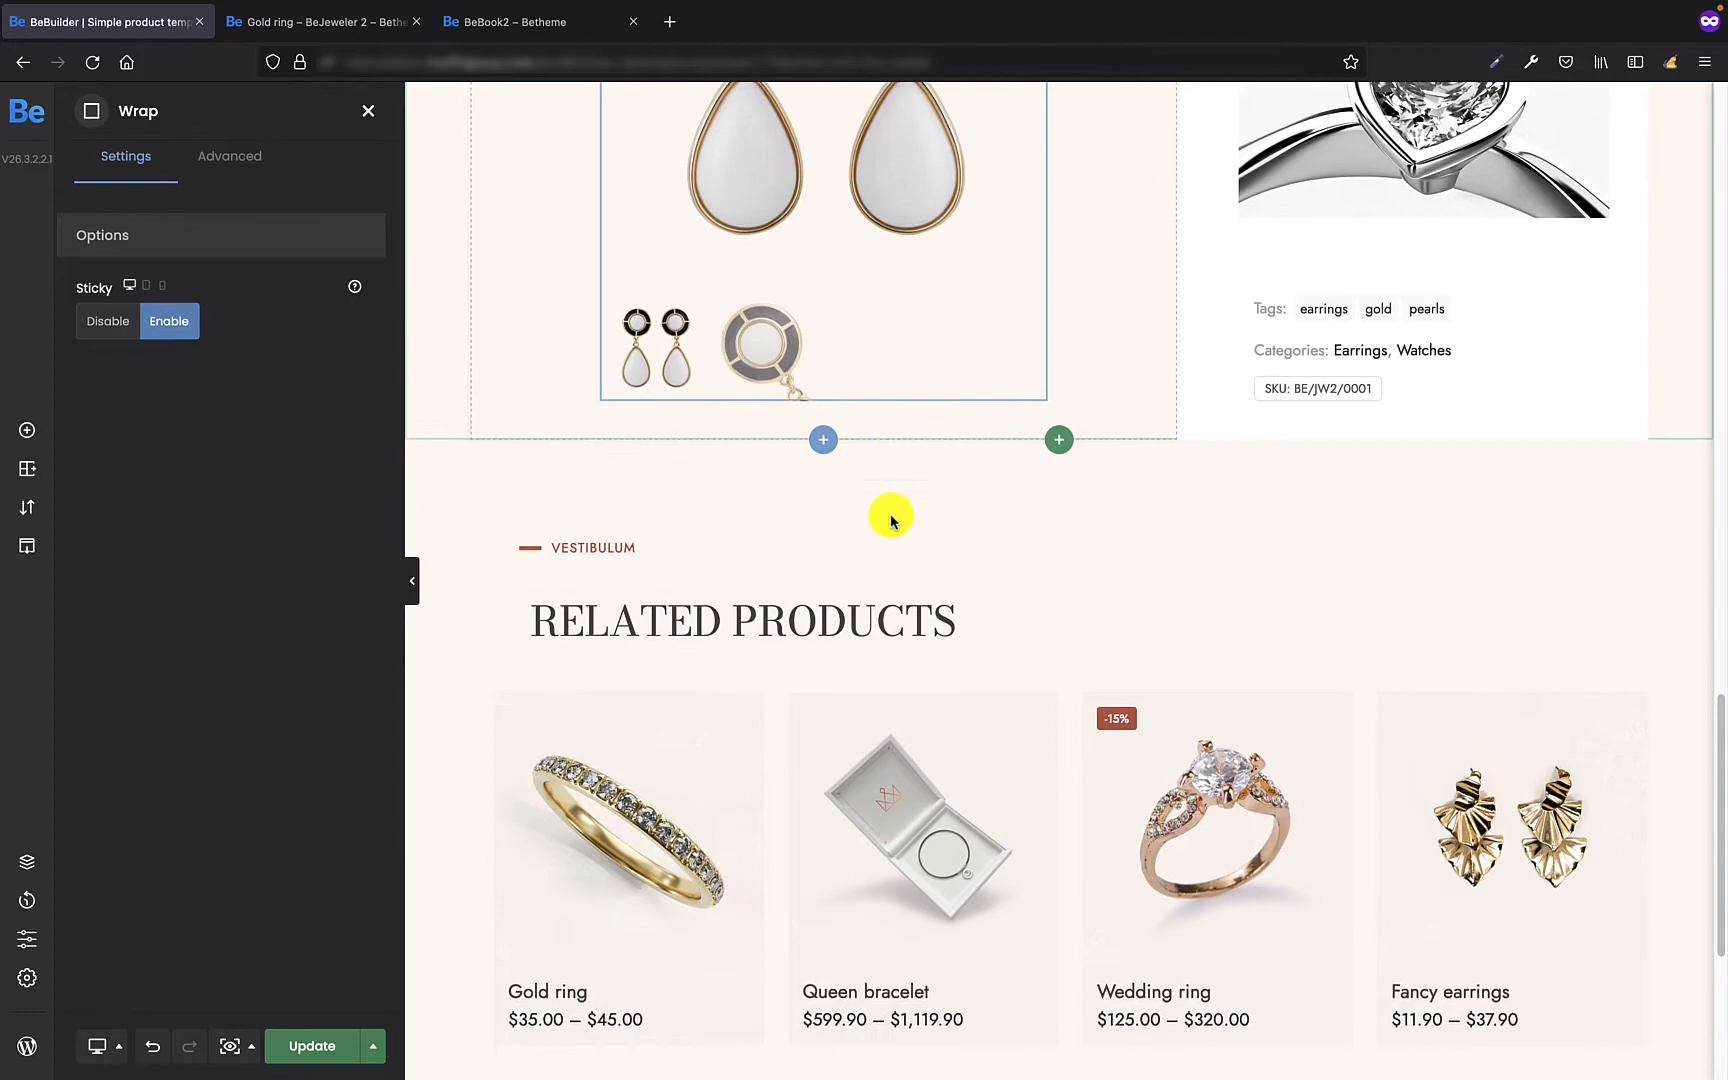 Be BeBuilder | Simple product temp
Be Gold ring – BeJeweler 2 – Bethe
Be BeBook2 – Betheme
Be
V26.3.2.2.1
Wrap
Settings
Advanced
Options
Sticky
Disable
Enable
Update
Tags: earrings gold pearls
Categories: Earrings, Watches
SKU: BE/JW2/0001
VESTIBULUM
RELATED PRODUCTS
-15%
Gold ring
$35.00 – $45.00
Queen bracelet
$599.90 – $1,119.90
Wedding ring
$125.00 – $320.00
Fancy earrings
$11.90 – $37.90